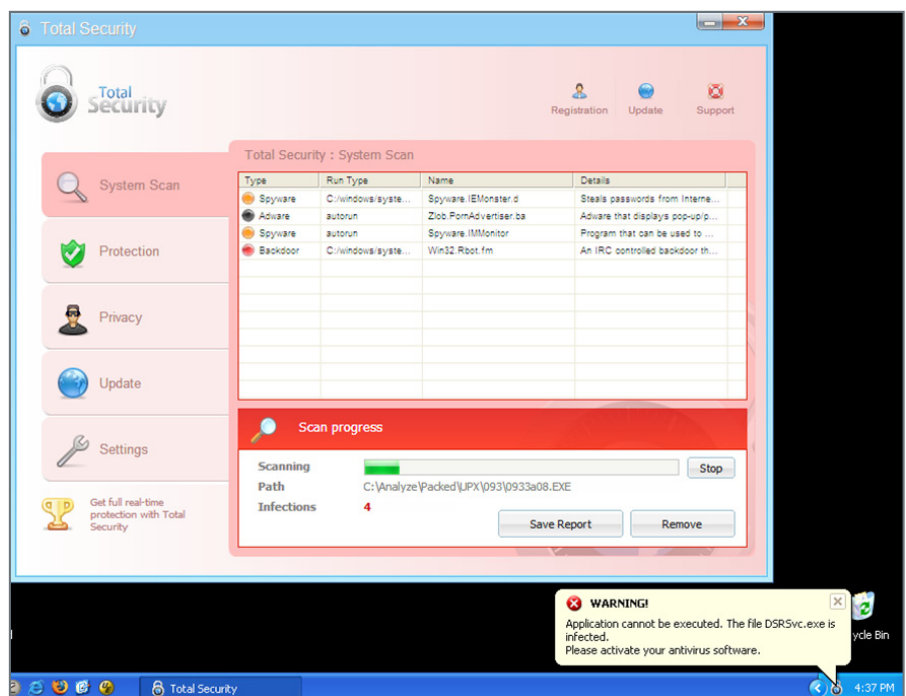 Total Security
Total
Security
Registration
Update
Support
Total Security : System Scan
System Scan
Protection
Privacy
Update
Settings
Get full real-time
protection with Total
Security
Type Run Type Name Details
Spyware C:/windows/syste... Spyware.IEMonster.d Steals passwords from Interne...
Adware autorun Zlob.PornAdvertiser.ba Adware that displays pop-up/p...
Spyware autorun Spyware.IMMonitor Program that can be used to ...
Backdoor C:/windows/syste... Win32.Rbot.fm An IRC controlled backdoor th...
Scan progress
Scanning
Stop
Path C:\Analyze\Packed\UPX\093\0933a08.EXE
Infections 4
Save Report
Remove
WARNING!
Application cannot be executed. The file DSRSvc.exe is
infected.
Please activate your antivirus software.
ycle Bin
Total Security
4:37 PM